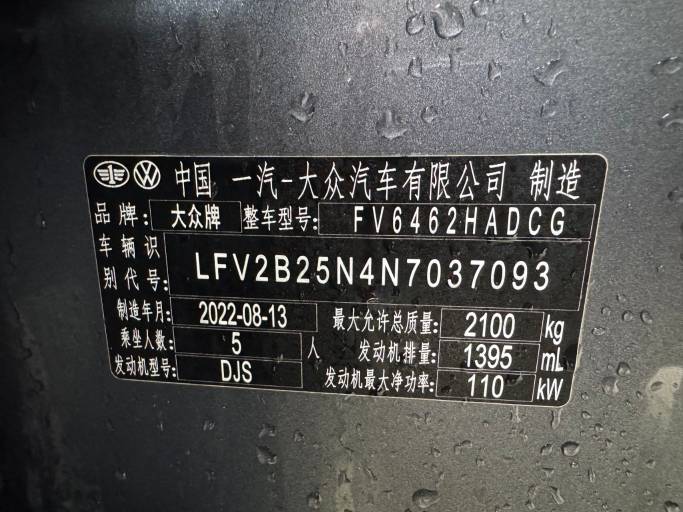 中国 一汽-大众汽车有限公司 制造
品牌: 大众牌 整车型号: FV6462HADCG
车辆识别代号: LFV2B25N4N7037093
制造年月: 2022-08-13 最大允许总质量: 2100 kg
乘坐人数: 5 人 发动机排量: 1395 mL
发动机型号: DJS 发动机最大净功率: 110 kW